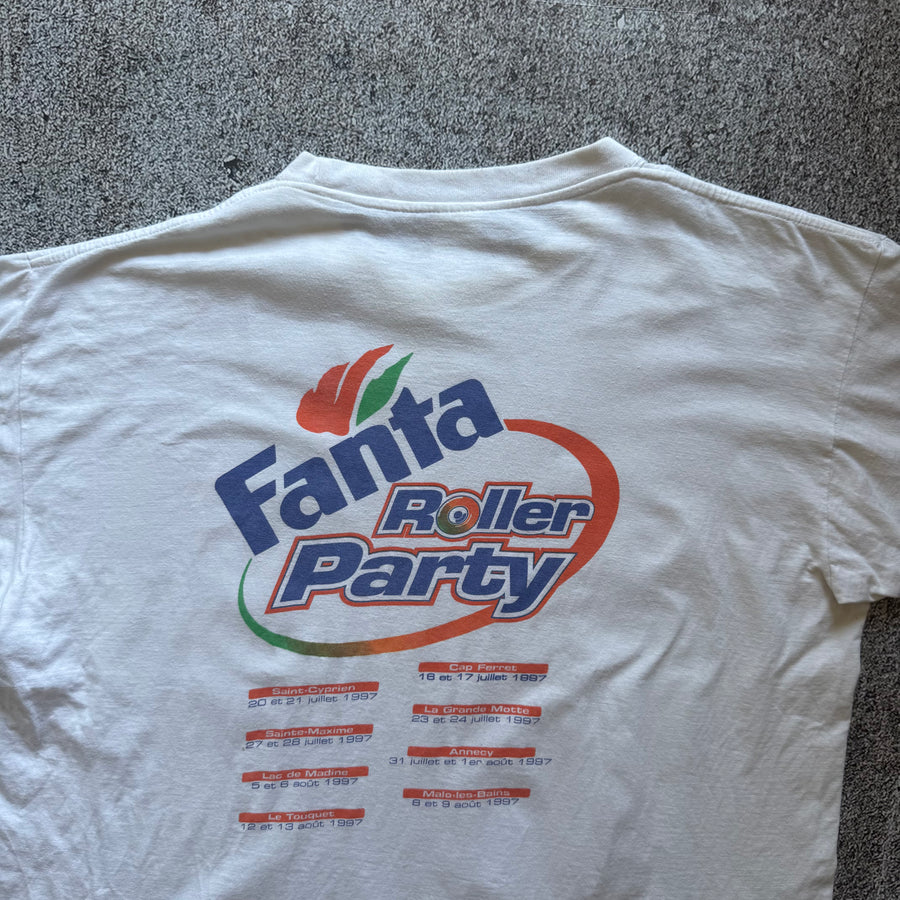 Fanta
Roller
Party
Cap Ferret
16 et 17 juillet 1997
Saint-Cyprien
20 et 21 juillet 1997
La Grande Motte
23 et 24 juillet 1997
Sainte-Maxime
27 et 28 juillet 1997
Annecy
31 juillet et 1er août 1997
Lac de Madine
5 et 6 août 1997
Malo-les-Bains
8 et 9 août 1997
Le Touquet
12 et 13 août 1997